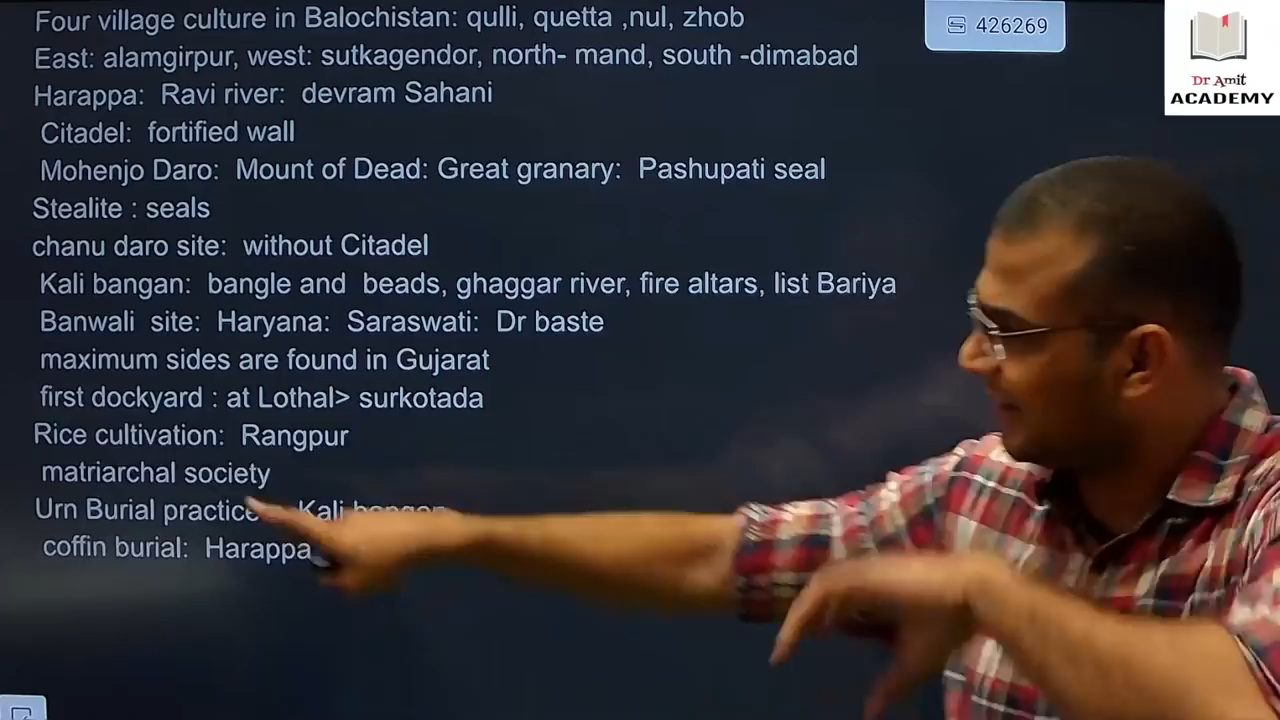 Four village culture in Balochistan: qulli, quetta ,nul, zhob
East: alamgirpur, west: sutkagendor, north- mand, south -dimabad
Harappa: Ravi river: devram Sahani
Citadel: fortified wall
Mohenjo Daro: Mount of Dead: Great granary: Pashupati seal
Stealite : seals
chanu daro site: without Citadel
Kali bangan: bangle and beads, ghaggar river, fire altars, list Bariya
Banwali site: Haryana: Saraswati: Dr baste
maximum sides are found in Gujarat
first dockyard : at Lothal> surkotada
Rice cultivation: Rangpur
matriarchal society
Urn Burial practice Kali bangan
coffin burial: Harappa
426269
Dr Amit
ACADEMY